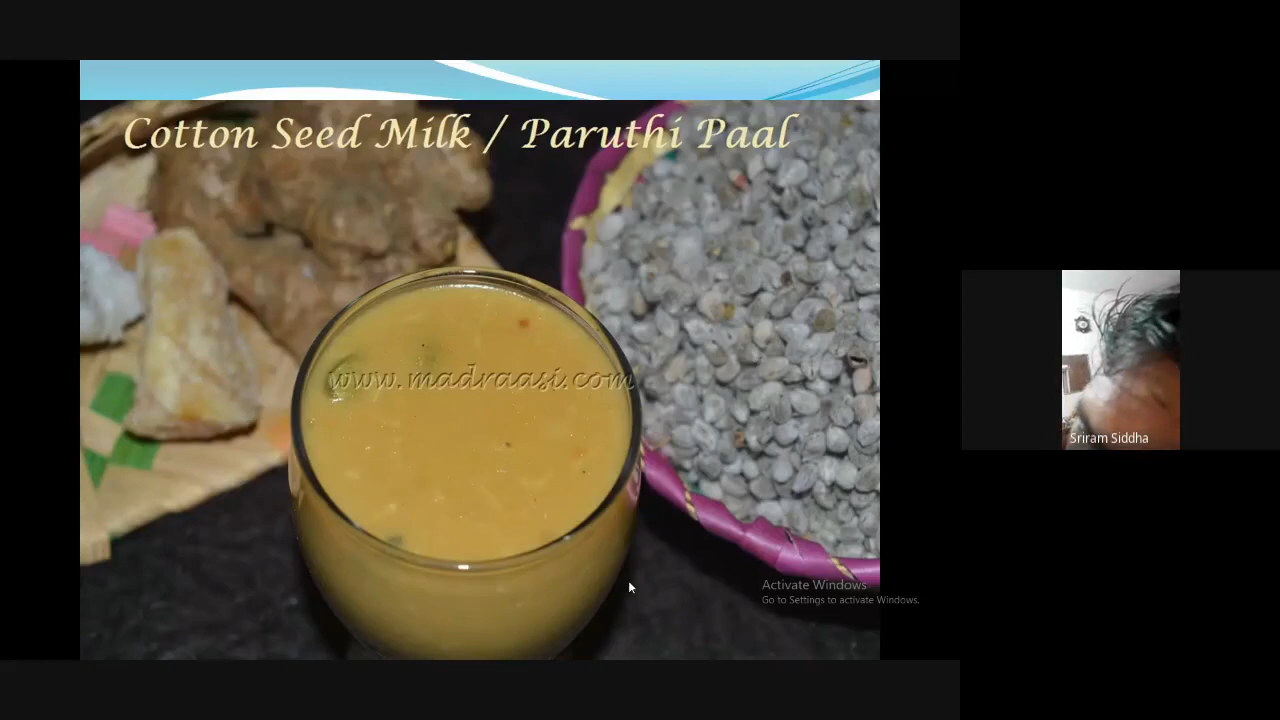 Cotton Seed Milk / Paruthi Paal
www.madraasi.com
Activate Windows
Go to Settings to activate Windows.
Sriram Siddha